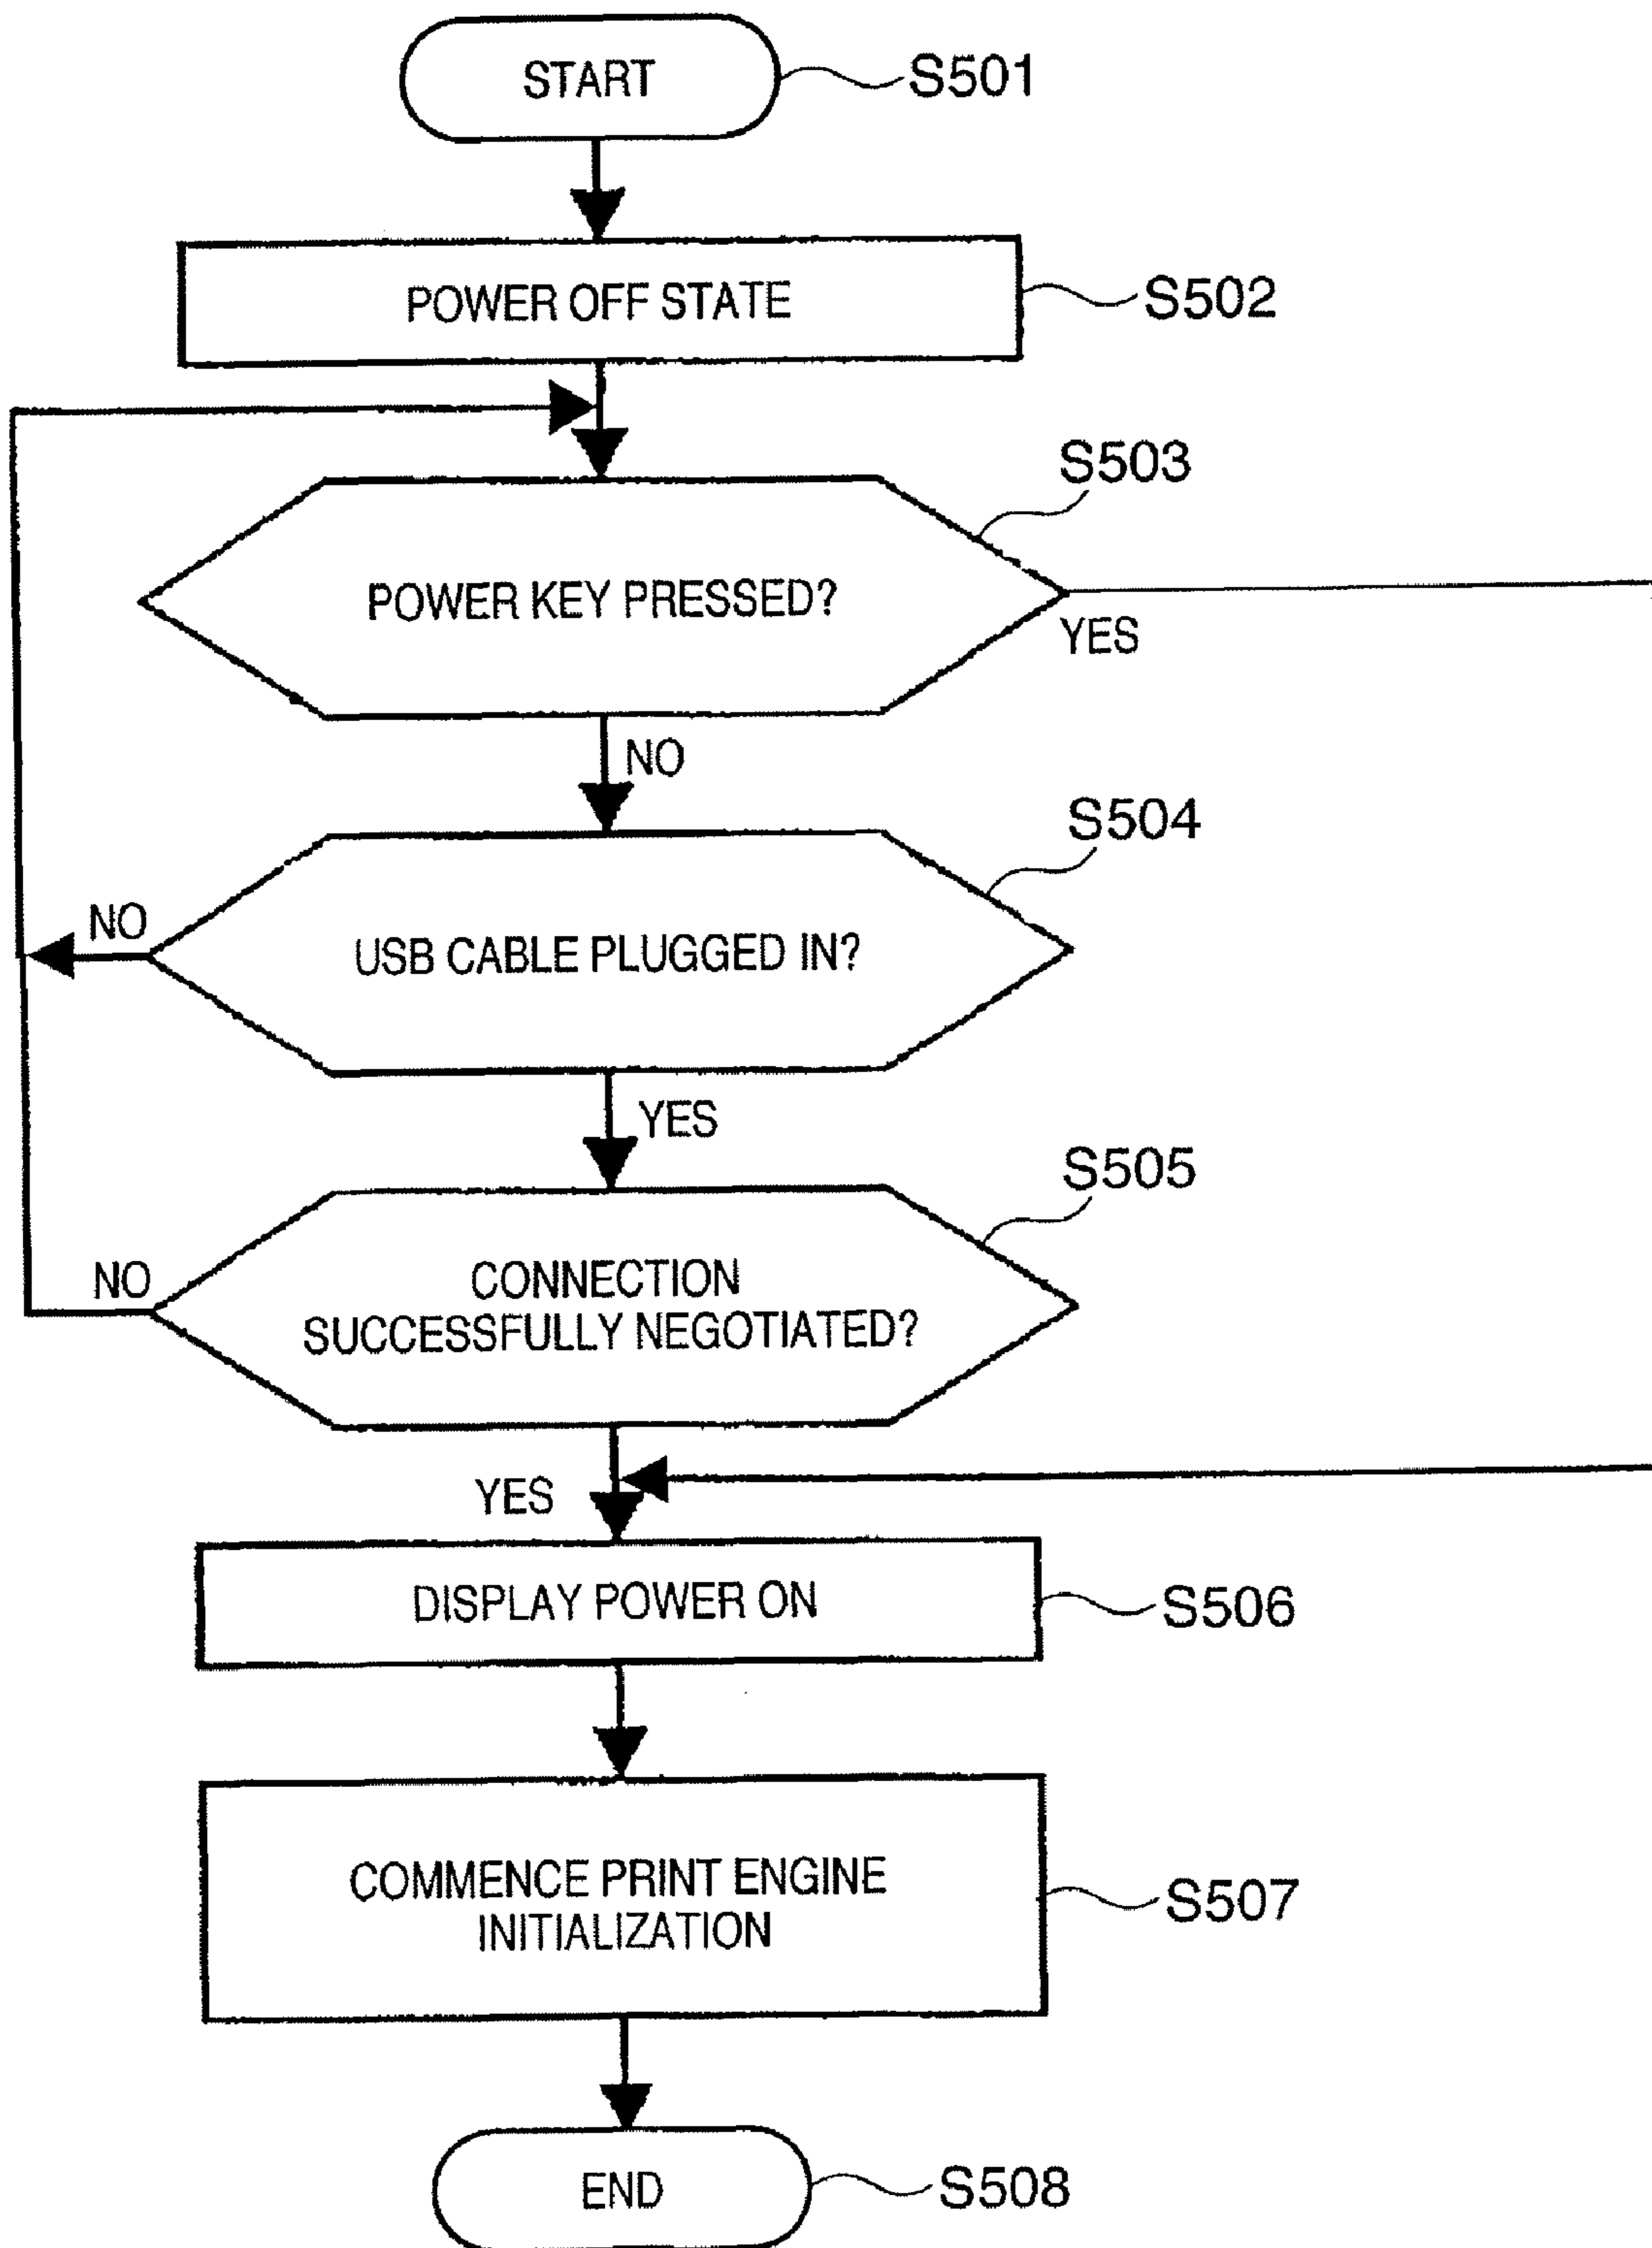 START
S501
POWER OFF STATE
S502
S503
POWER KEY PRESSED?
YES
NO
S504
NO
USB CABLE PLUGGED IN?
YES
S505
NO
CONNECTION
SUCCESSFULLY NEGOTIATED?
YES
DISPLAY POWER ON
S506
COMMENCE PRINT ENGINE
INITIALIZATION
S507
END
S508